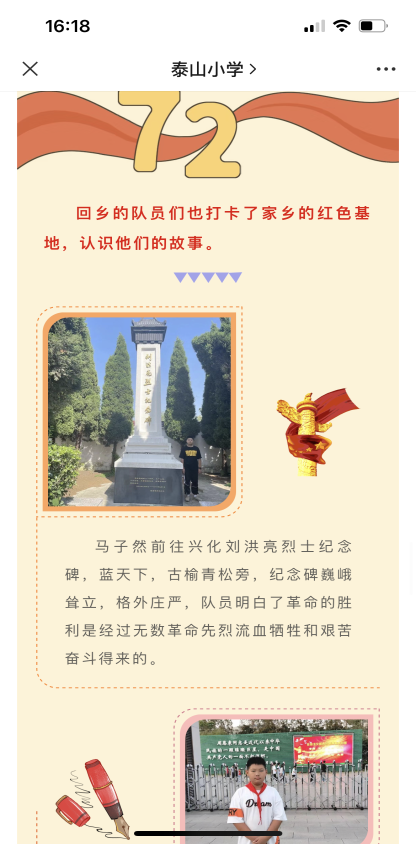 16:18
泰山小学
72
回乡的队员们也打卡了家乡的红色基
地，认识他们的故事。
马子然前往兴化刘洪亮烈士纪念
碑，蓝天下，古榆青松旁，纪念碑巍峨
耸立，格外庄严，队员明白了革命的胜
利是经过无数革命先烈流血牺牲和艰苦
奋斗得来的。
Dream